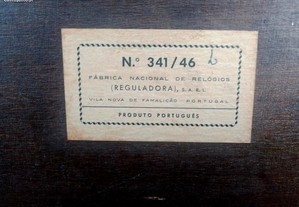 N.º 341/46
FÁBRICA NACIONAL DE RELÓGIOS
(REGULADORA), S.A.R.L.
VILA NOVA DE FAMALICÃO - PORTUGAL
PRODUTO PORTUGUÊS